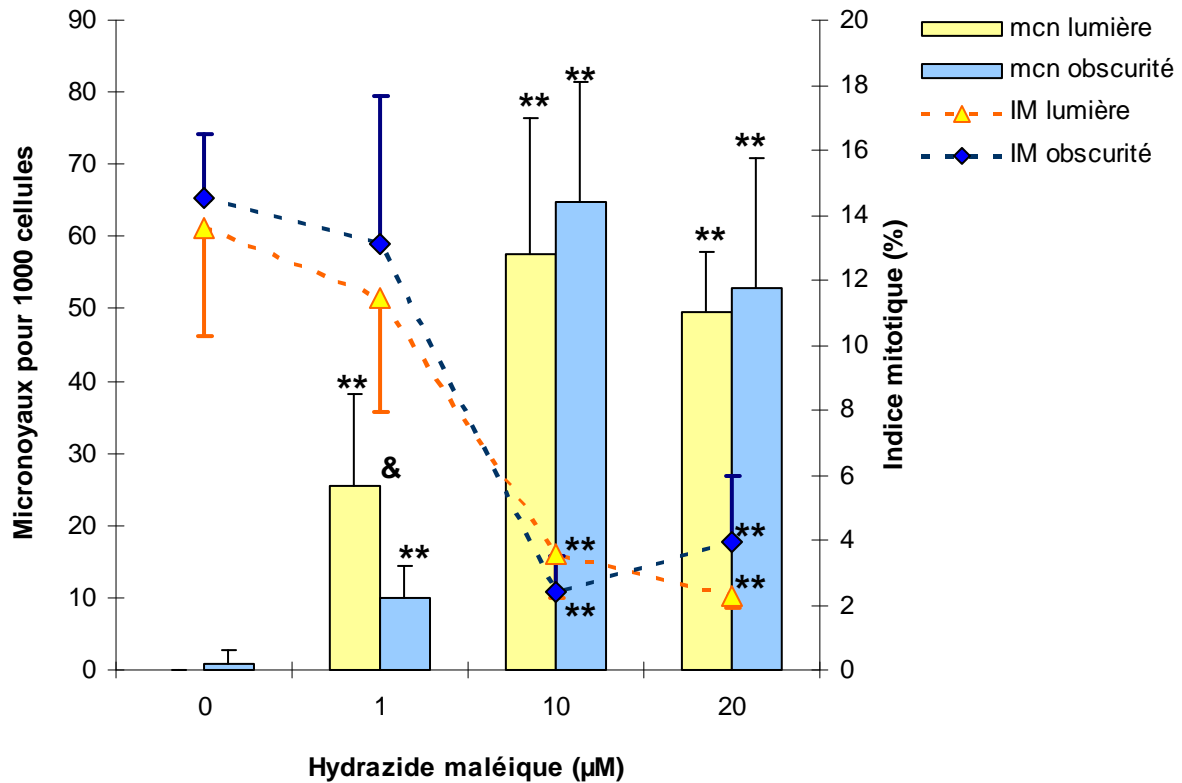 Micronoyaux pour 1000 cellules
90
80
70
60
50
40
30
20
10
0
** ** ** ** ** **
&
** ** ** **
20
18
16
14
12
10
8
6
4
2
0
Indice mitotique (%)
0 1 10 20
Hydrazide maléique (µM)
mcn lumière
mcn obscurité
IM lumière
IM obscurité